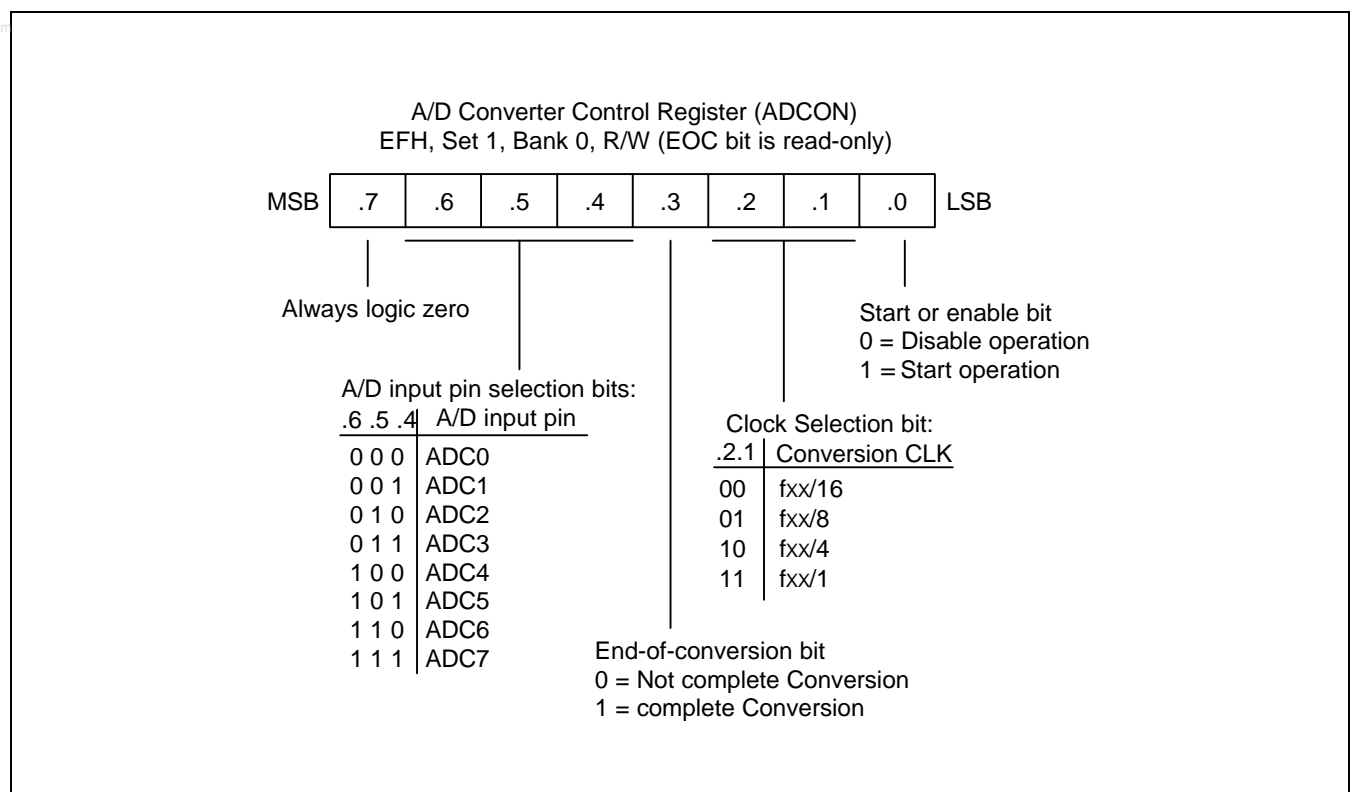 m
A/D Converter Control Register (ADCON)
EFH, Set 1, Bank 0, R/W (EOC bit is read-only)
MSB .7 .6 .5 .4 .3 .2 .1 .0 LSB
Always logic zero
Start or enable bit
0 = Disable operation
1 = Start operation
A/D input pin selection bits:
.6 .5 .4 A/D input pin
0 0 0 ADC0
0 0 1 ADC1
0 1 0 ADC2
0 1 1 ADC3
1 0 0 ADC4
1 0 1 ADC5
1 1 0 ADC6
1 1 1 ADC7
Clock Selection bit:
.2.1 Conversion CLK
00 fxx/16
01 fxx/8
10 fxx/4
11 fxx/1
End-of-conversion bit
0 = Not complete Conversion
1 = complete Conversion